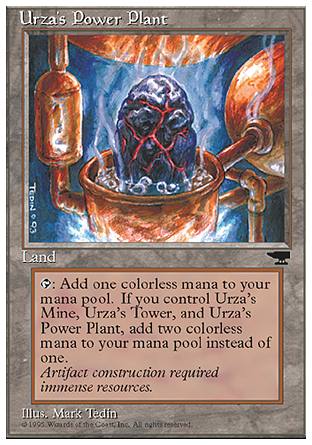 Urza's Power Plant
TEDIN © 93
Land
: Add one colorless mana to your
mana pool. If you control Urza's
Mine, Urza's Tower, and Urza's
Power Plant, add two colorless
mana to your mana pool instead of
one.
Artifact construction required
immense resources.
Illus. Mark Tedin
© 1995 Wizards of the Coast, Inc. All rights reserved.